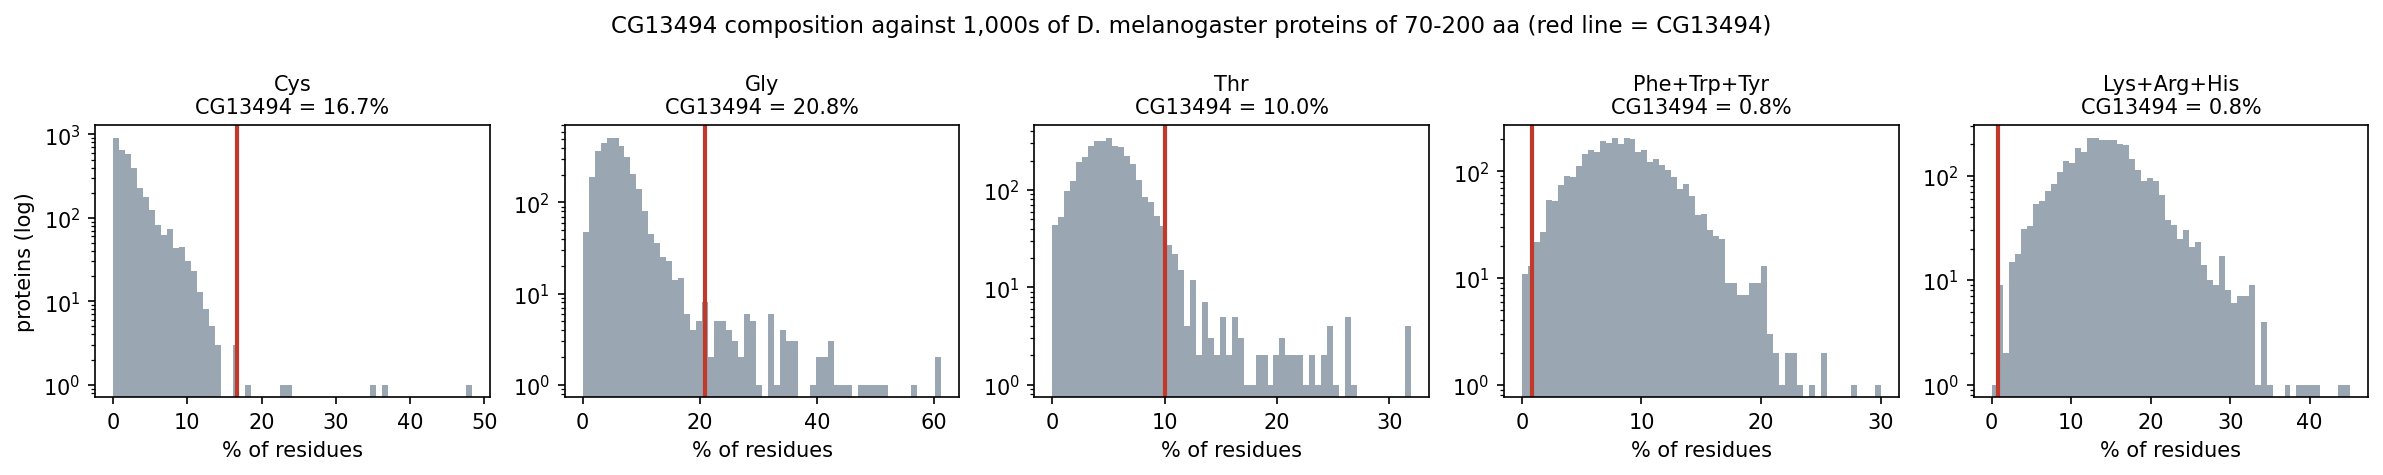 CG13494 composition against 1,000s of D. melanogaster proteins of 70-200 aa (red line = CG13494)
Cys
CG13494 = 16.7%
Gly
CG13494 = 20.8%
Thr
CG13494 = 10.0%
Phe+Trp+Tyr
CG13494 = 0.8%
Lys+Arg+His
CG13494 = 0.8%
proteins (log)
10³
10²
10¹
10⁰
0 10 20 30 40 50
% of residues
10²
10¹
10⁰
0 20 40 60
% of residues
10²
10¹
10⁰
0 10 20 30
% of residues
10²
10¹
10⁰
0 10 20 30
% of residues
10²
10¹
10⁰
0 10 20 30 40
% of residues